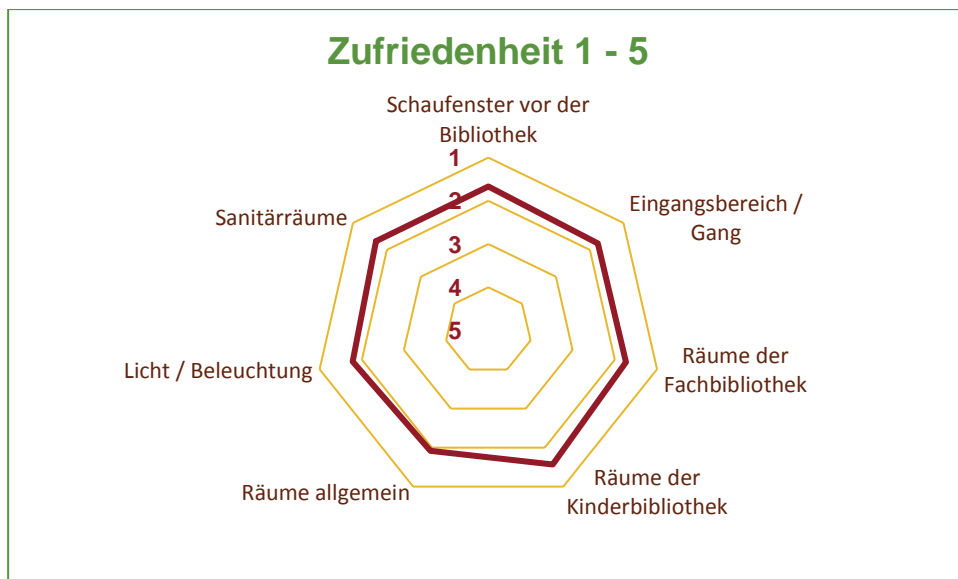 Zufriedenheit 1 - 5
Schaufenster vor der
Bibliothek
1
2
3
4
5
Eingangsbereich /
Gang
Räume der
Fachbibliothek
Räume der
Kinderbibliothek
Räume allgemein
Licht / Beleuchtung
Sanitärräume